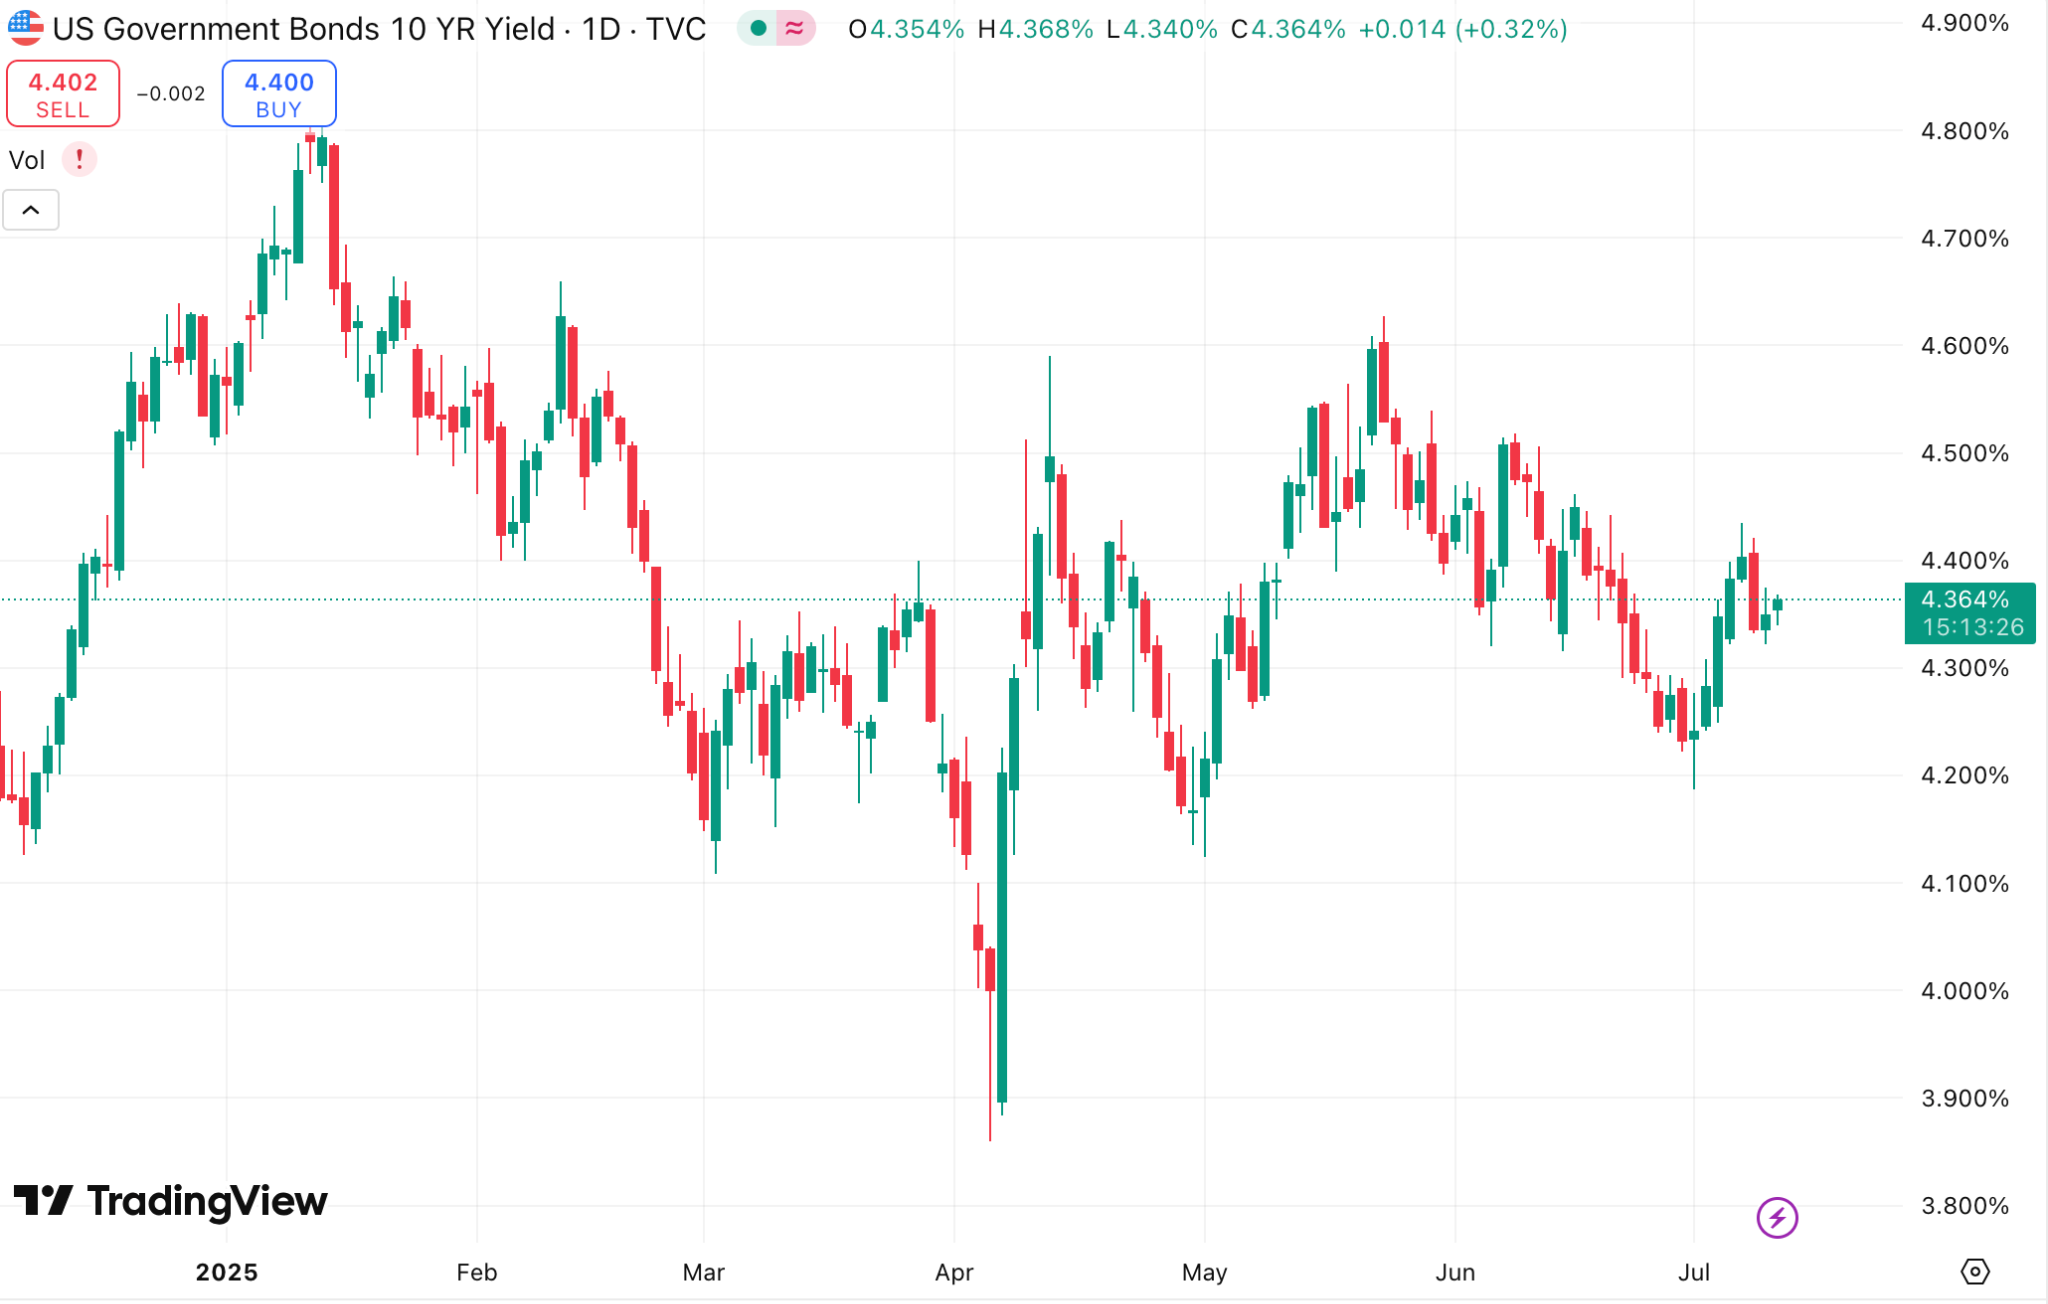 US Government Bonds 10 YR Yield · 1D · TVC
O4.354% H4.368% L4.340% C4.364% +0.014 (+0.32%)
4.402
SELL
−0.002
4.400
BUY
Vol
!
4.900%
4.800%
4.700%
4.600%
4.500%
4.400%
4.364%
15:13:26
4.300%
4.200%
4.100%
4.000%
3.900%
3.800%
TradingView
2025 Feb Mar Apr May Jun Jul